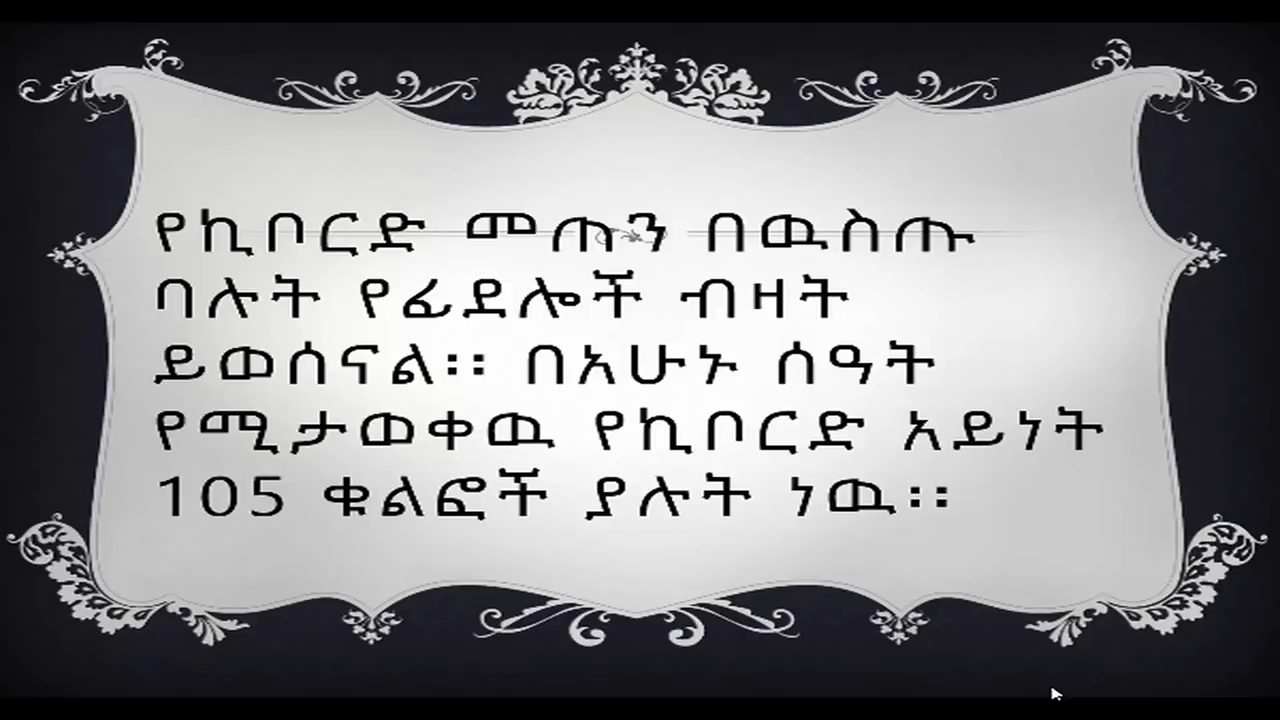 የኪቦርድ መጠን በዉስጡ
ባሉት የፊደሎች ብዛት
ይወሰናል፡፡ በአሁኑ ሰዓት
የሚታወቀዉ የኪቦርድ አይነት
105 ቁልፎች ያሉት ነዉ፡፡